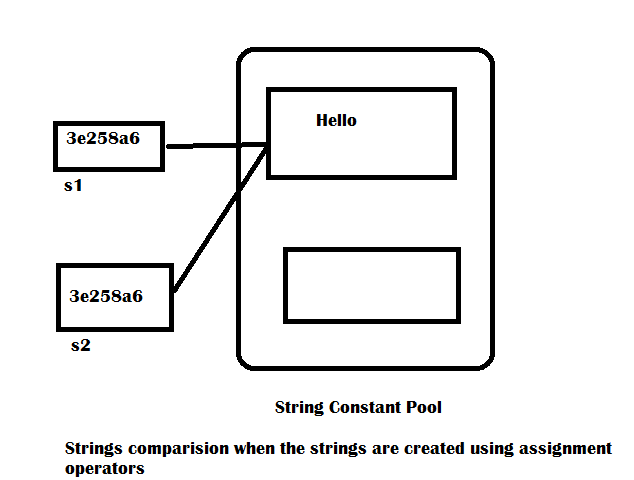 Hello
3e258a6
s1
3e258a6
s2
String Constant Pool
Strings comparision when the strings are created using assignment
operators